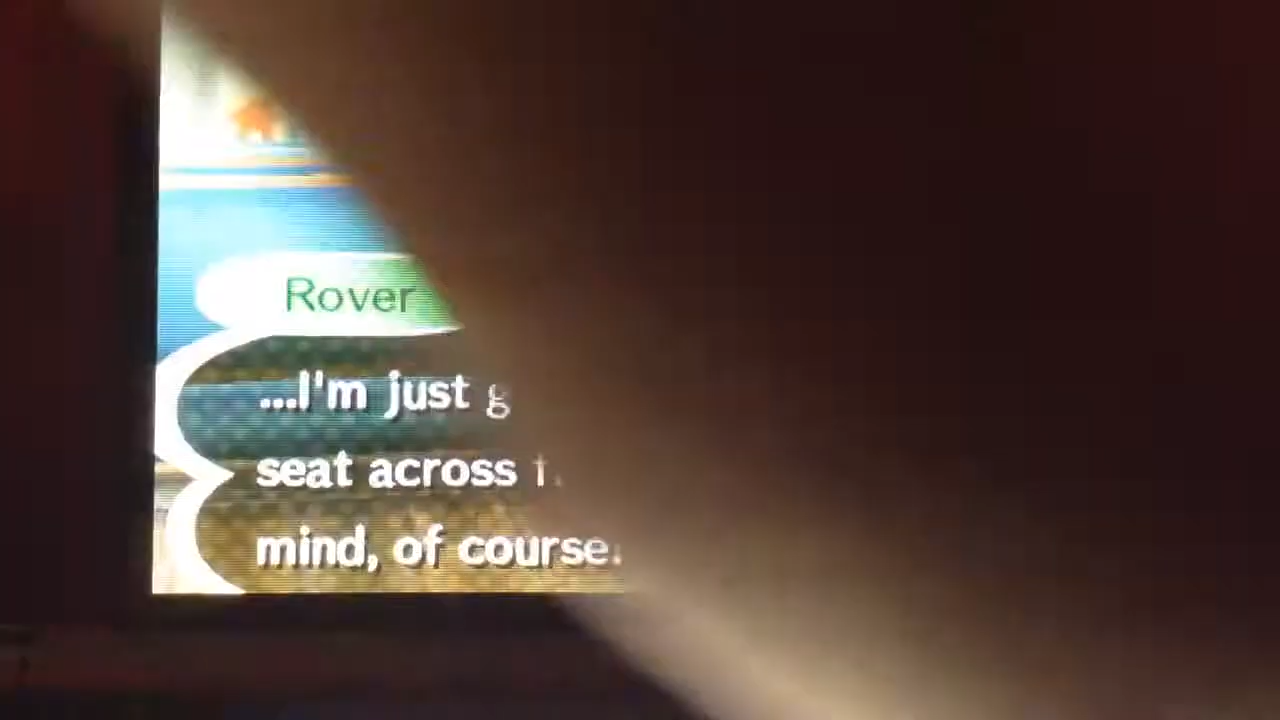 Rover
...I'm just
seat across
mind, of course.